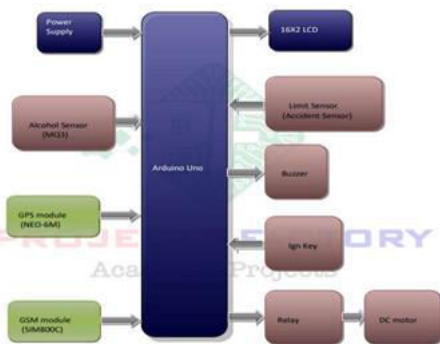 Power
Supply
16X2 LCD
Alcohol Sensor
(MQ3)
Limit Sensor.
(Accident Sensor)
Arduino Uno
Buzzer
GPS module
(NEO-6M)
Ign Key
GSM module
(SIM800C)
Relay
DC motor